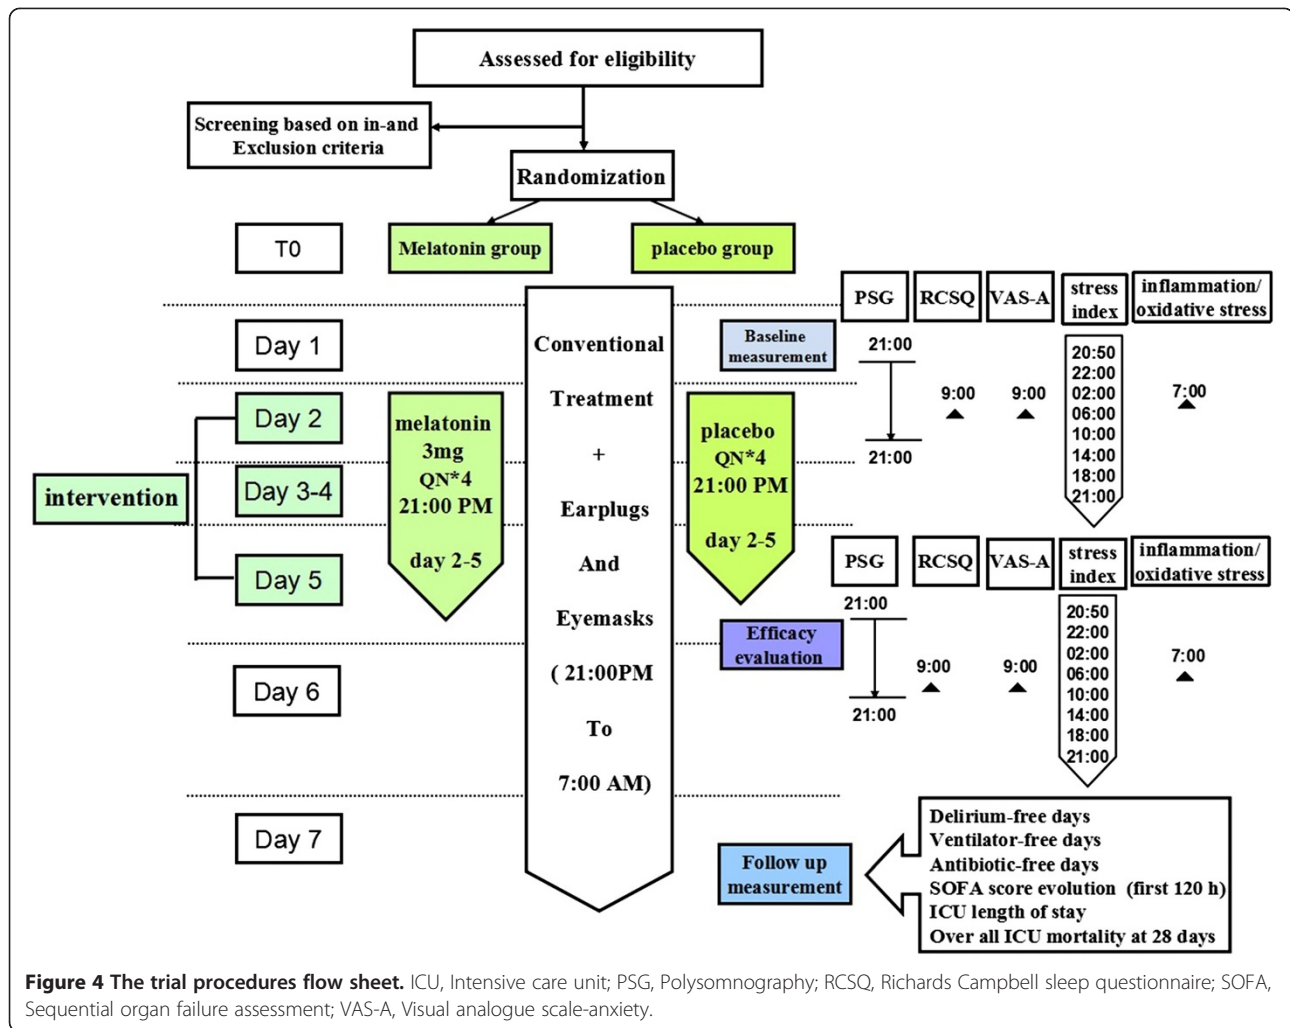 Assessed for eligibility
Screening based on in-and
Exclusion criteria
Randomization
T0
Melatonin group
placebo group
PSG
RCSQ
VAS-A
stress
index
inflammation/
oxidative stress
Day 1
Conventional
Treatment
+
Earplugs
And
Eyemasks
( 21:00PM
To
7:00 AM)
Baseline
measurement
21:00
21:00
9:00
9:00
20:50
22:00
02:00
06:00
10:00
14:00
18:00
21:00
7:00
intervention
Day 2
Day 3-4
Day 5
melatonin
3mg
QN*4
21:00 PM
day 2-5
placebo
QN*4
21:00 PM
day 2-5
PSG
RCSQ
VAS-A
stress
index
inflammation/
oxidative stress
Efficacy
evaluation
21:00
21:00
9:00
9:00
20:50
22:00
02:00
06:00
10:00
14:00
18:00
21:00
7:00
Day 6
Day 7
Follow up
measurement
Delirium-free days
Ventilator-free days
Antibiotic-free days
SOFA score evolution (first 120 h)
ICU length of stay
Over all ICU mortality at 28 days
Figure 4 The trial procedures flow sheet. ICU, Intensive care unit; PSG, Polysomnography; RCSQ, Richards Campbell sleep questionnaire; SOFA,
Sequential organ failure assessment; VAS-A, Visual analogue scale-anxiety.